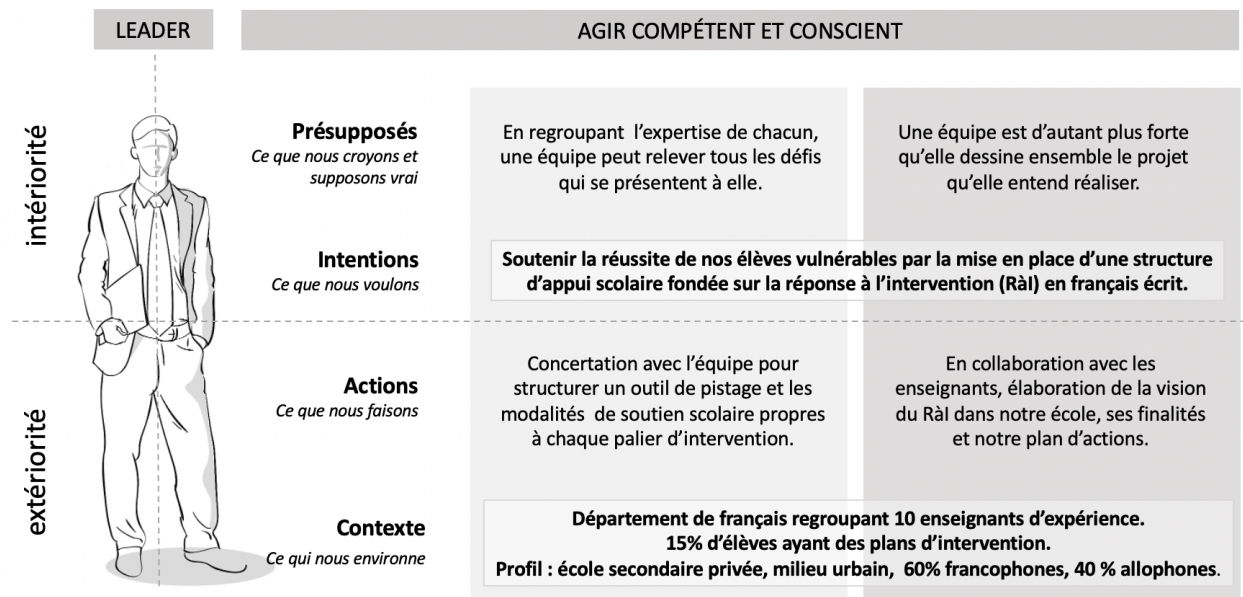 LEADER
AGIR COMPÉTENT ET CONSCIENT
intériorité
Présupposés
Ce que nous croyons et
supposons vrai
En regroupant l'expertise de chacun,
une équipe peut relever tous les défis
qui se présentent à elle.
Une équipe est d'autant plus forte
qu'elle dessine ensemble le projet
qu'elle entend réaliser.
Intentions
Ce que nous voulons
Soutenir la réussite de nos élèves vulnérables par la mise en place d'une structure
d'appui scolaire fondée sur la réponse à l'intervention (RàI) en français écrit.
extériorité
Actions
Ce que nous faisons
Concertation avec l'équipe pour
structurer un outil de pistage et les
modalités de soutien scolaire propres
à chaque palier d'intervention.
En collaboration avec les
enseignants, élaboration de la vision
du RàI dans notre école, ses finalités
et notre plan d'actions.
Contexte
Ce qui nous environne
Département de français regroupant 10 enseignants d'expérience.
15% d'élèves ayant des plans d'intervention.
Profil : école secondaire privée, milieu urbain, 60% francophones, 40 % allophones.